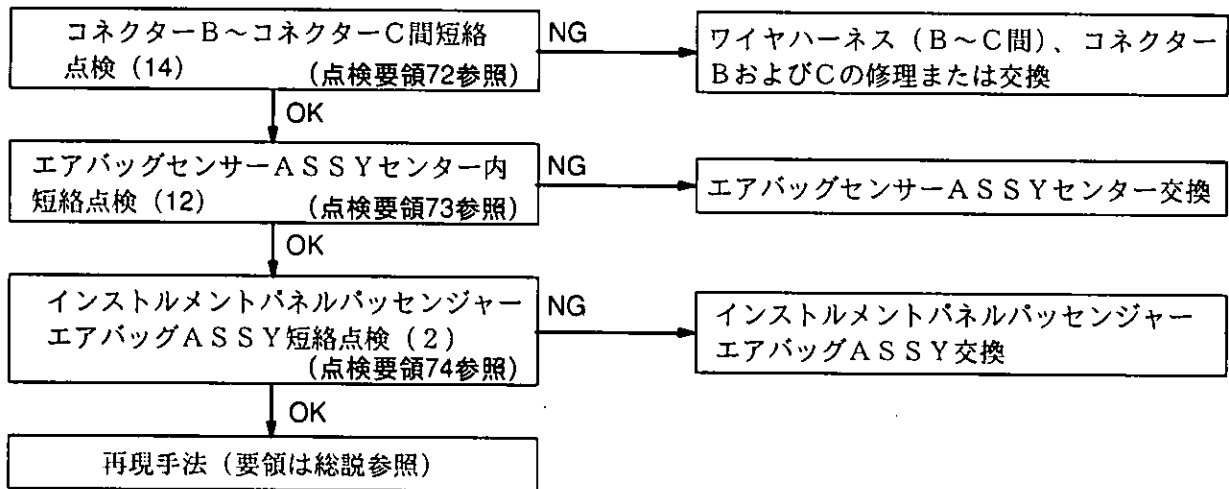 コネクターB～コネクターC間短絡
点検（14）
（点検要領72参照）
NG
ワイヤハーネス（B～C間）、コネクター
BおよびCの修理または交換
OK
エアバッグセンサーASSYセンター内
短絡点検（12）
（点検要領73参照）
NG
エアバッグセンサーASSYセンター交換
OK
インストルメントパネルパッセンジャー
エアバッグASSY短絡点検（2）
（点検要領74参照）
NG
インストルメントパネルパッセンジャー
エアバッグASSY交換
OK
再現手法（要領は総説参照）